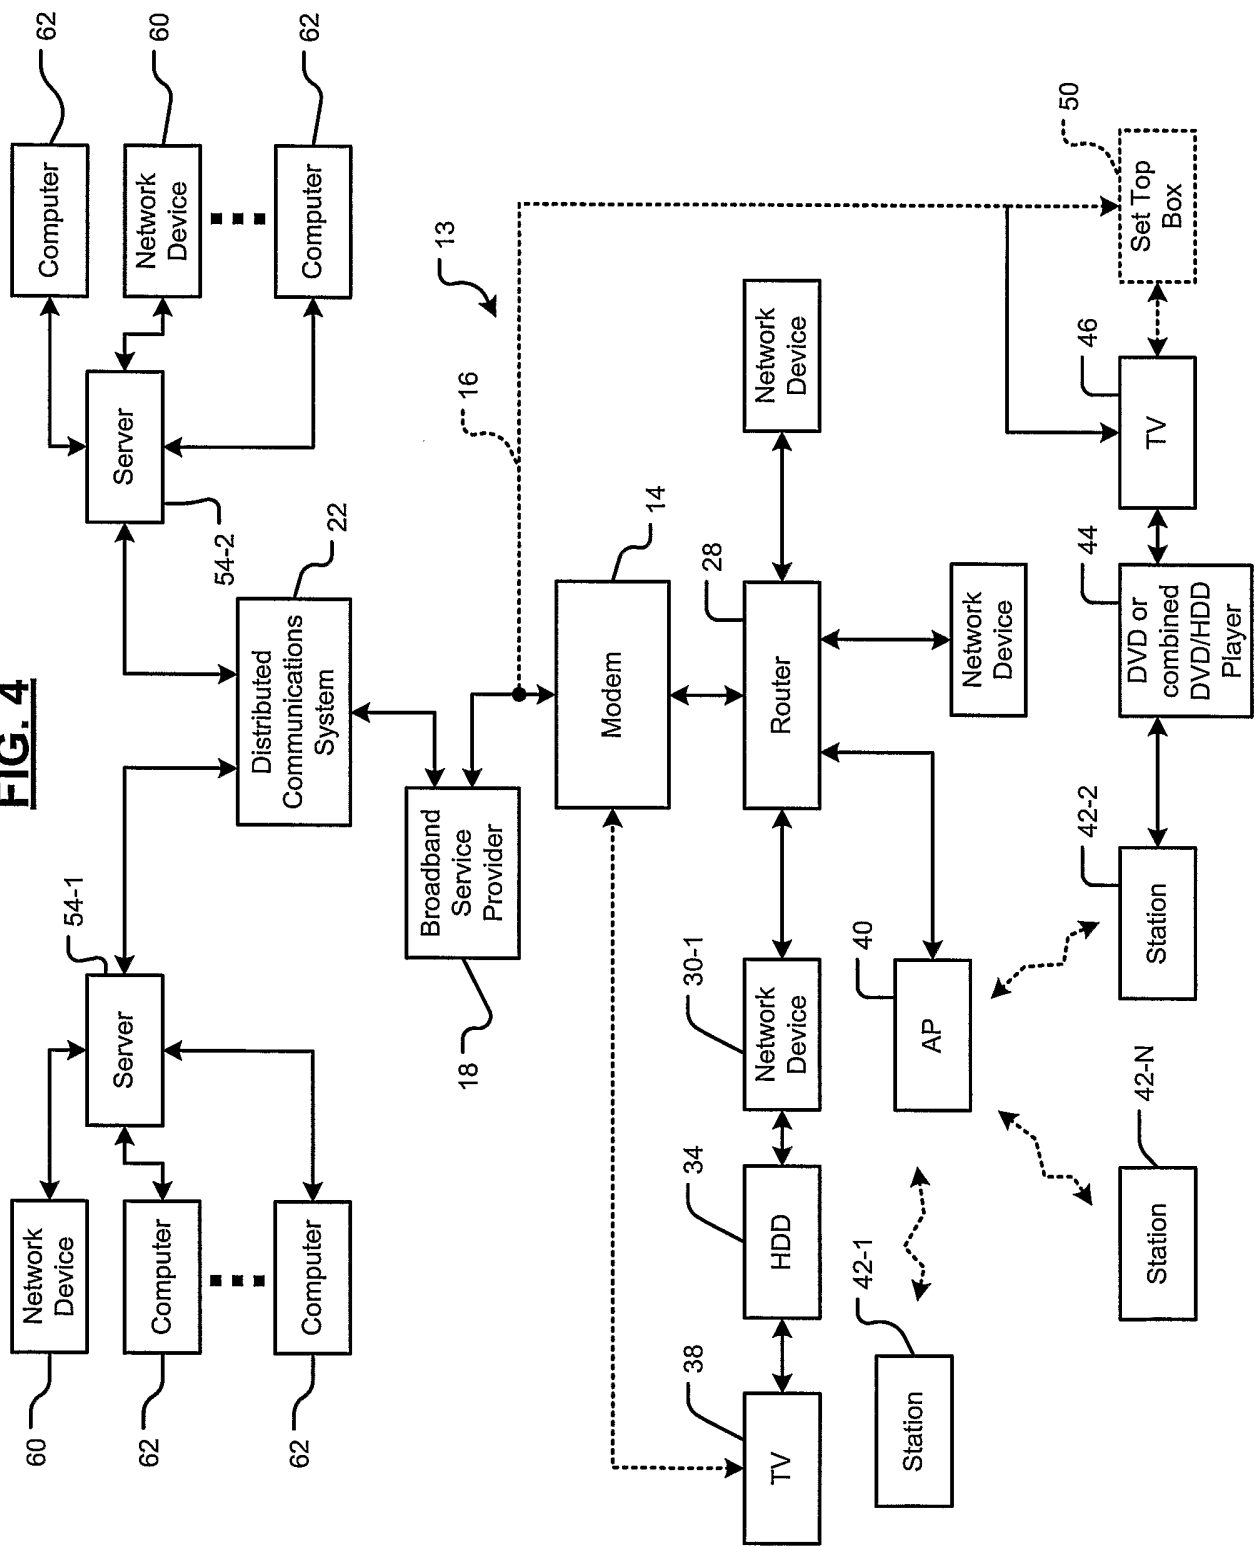 FIG. 4
60
Network
Device
62
Computer
62
Computer
Server
54-1
Server
54-2
Computer
62
Network
Device
60
Computer
62
Distributed
Communications
System
22
Broadband
Service
Provider
18
13
16
Modem
14
TV
38
HDD
34
Network
Device
30-1
Router
28
Network
Device
Station
42-1
AP
40
Network
Device
Station
42-N
Station
42-2
DVD or
combined
DVD/HDD
Player
44
TV
46
Set Top
Box
50